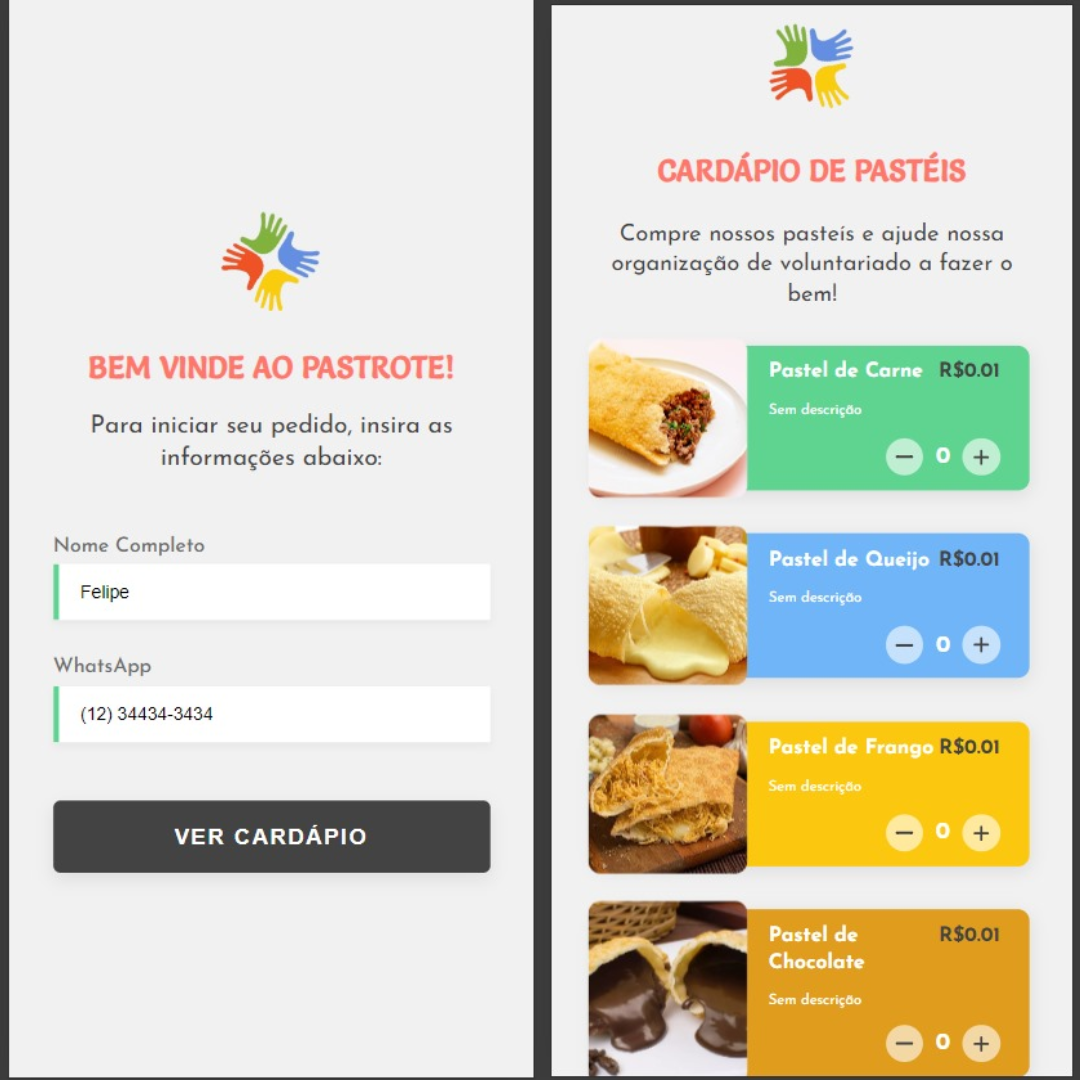 BEM VINDE AO PASTROTE!
Para iniciar seu pedido, insira as
informações abaixo:
Nome Completo
Felipe
WhatsApp
(12) 34434-3434
VER CARDÁPIO
CARDÁPIO DE PASTÉIS
Compre nossos pasteís e ajude nossa
organização de voluntariado a fazer o
bem!
Pastel de Carne R$0.01
Sem descrição
0
Pastel de Queijo R$0.01
Sem descrição
0
Pastel de Frango R$0.01
Sem descrição
0
Pastel de R$0.01
Chocolate
Sem descrição
0